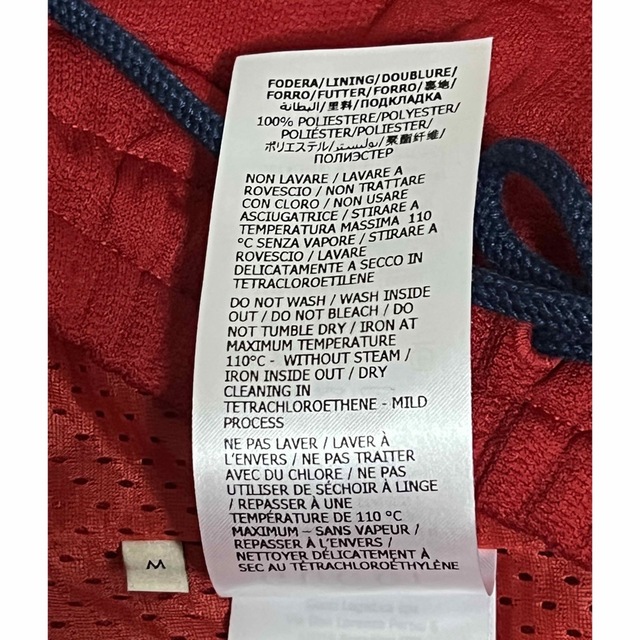 FODERA/LINING/DOUBLURE/
FORRO/FUTTER/FORRO/裏地/
البطانة/里料/ПОДКЛАДКА
100% POLIESTERE/POLYESTER/
POLIÉSTER/POLIESTER/
ポリエステル/بوليستر/聚酯纤维/
ПОЛИЭСТЕР
NON LAVARE / LAVARE A
ROVESCIO / NON TRATTARE
CON CLORO / NON USARE
ASCIUGATRICE / STIRARE A
TEMPERATURA MASSIMA 110
°C SENZA VAPORE / STIRARE A
ROVESCIO / LAVARE
DELICATAMENTE A SECCO IN
TETRACLOROETILENE
DO NOT WASH / WASH INSIDE
OUT / DO NOT BLEACH / DO
NOT TUMBLE DRY / IRON AT
MAXIMUM TEMPERATURE
110°C - WITHOUT STEAM /
IRON INSIDE OUT / DRY
CLEANING IN
TETRACHLOROETHENE - MILD
PROCESS
NE PAS LAVER / LAVER À
L'ENVERS / NE PAS TRAITER
AVEC DU CHLORE / NE PAS
UTILISER DE SÉCHOIR À LINGE
/ REPASSER À UNE
TEMPÉRATURE DE 110 °C
MAXIMUM – SANS VAPEUR /
REPASSER À L'ENVERS /
NETTOYER DÉLICATEMENT À
SEC AU TÉTRACHLOROÉTHYLÈNE
M